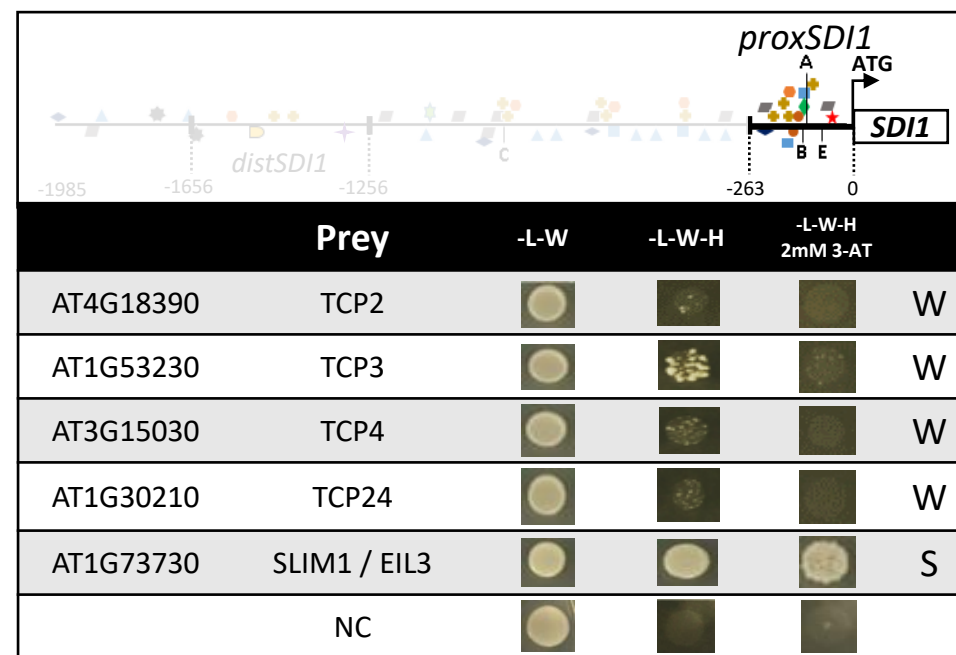 proxSDI1
A
ATG
SDI1
distSDI1
C
B E
-1985
-1656
-1256
-263
0
Prey -L-W -L-W-H -L-W-H 2mM 3-AT
AT4G18390 TCP2 W
AT1G53230 TCP3 W
AT3G15030 TCP4 W
AT1G30210 TCP24 W
AT1G73730 SLIM1 / EIL3 S
NC